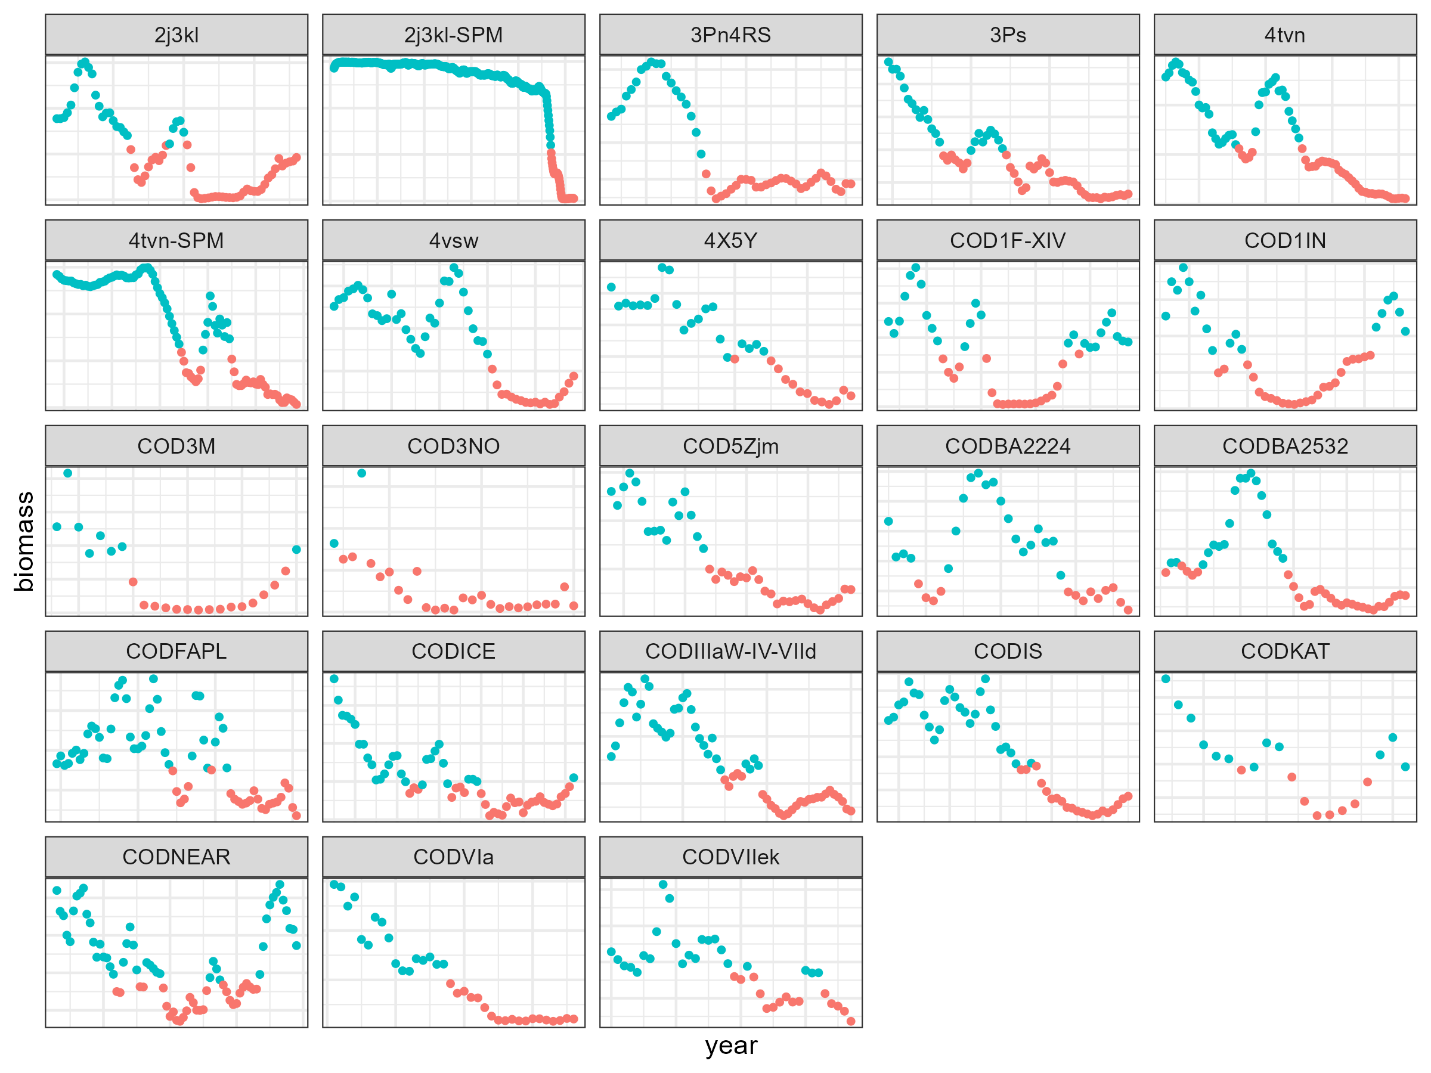 2j3kl
2j3kl-SPM
3Pn4RS
3Ps
4tvn
4tvn-SPM
4vsw
4X5Y
COD1F-XIV
COD1IN
COD3M
COD3NO
COD5Zjm
CODBA2224
CODBA2532
CODFAPL
CODICE
CODIIIaW-IV-VIId
CODIS
CODKAT
CODNEAR
CODVIa
CODVIIek
biomass
year